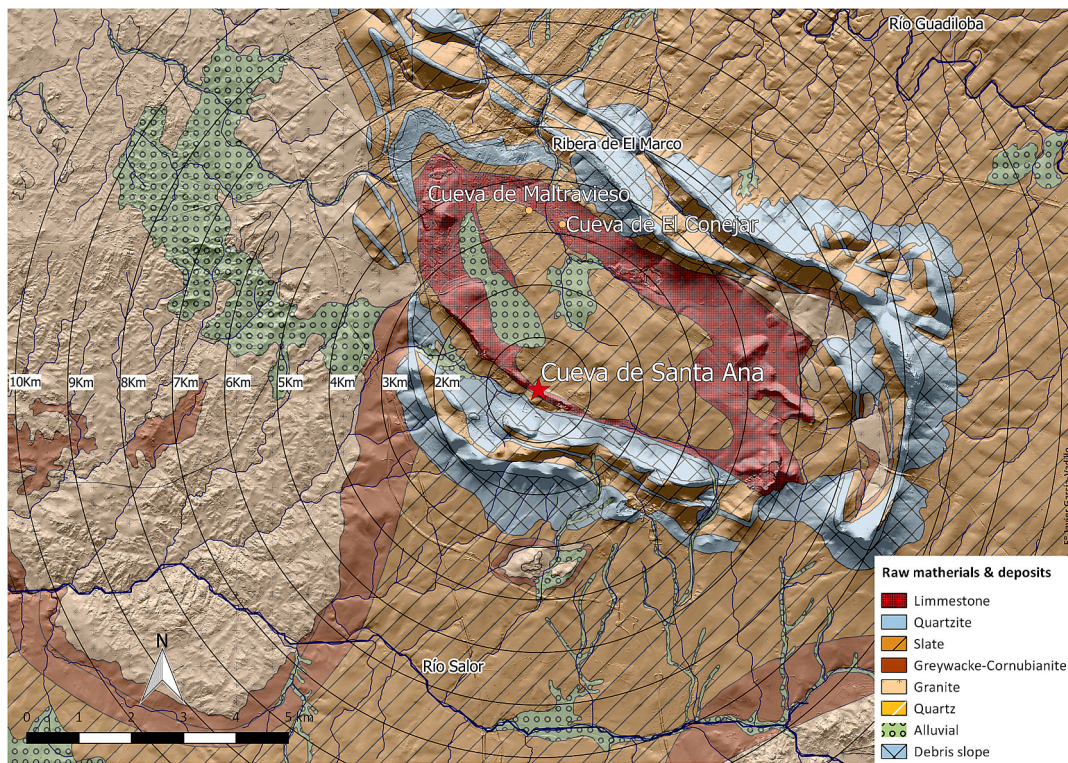 Río Guadiloba
Ribera de El Marco
Cueva de Maltravieso
Cueva de El Conejar
10Km 9Km 8Km 7Km 6Km 5Km 4Km 3Km 2Km
Cueva de Santa Ana
Río Salor
N
0 1 2 3 4 5 km
Raw matherials & deposits
Limmestone
Quartzite
Slate
Greywacke-Cornubianite
Granite
Quartz
Alluvial
Debris slope